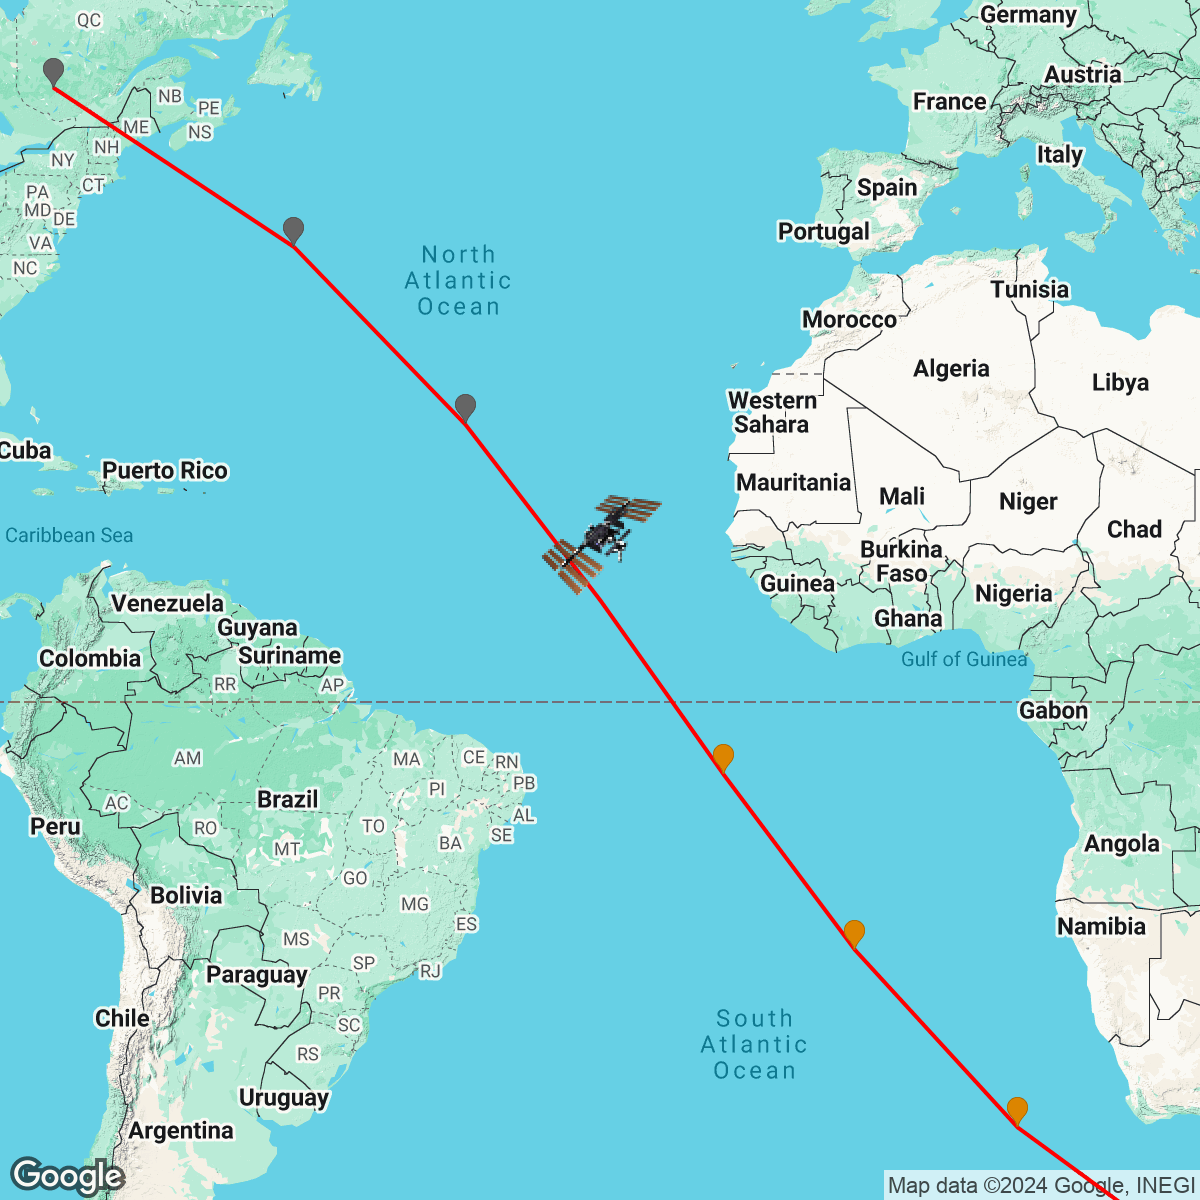 QC
Germany
Austria
France
NB
PE
ME
NS
NH
NY
Italy
CT
PA
Spain
MD
DE
Portugal
VA
NC
North
Atlantic
Ocean
Tunisia
Morocco
Algeria
Libya
Western
Sahara
Cuba
Puerto Rico
Mauritania
Mali
Niger
Chad
Caribbean Sea
Burkina
Faso
Guinea
Nigeria
Venezuela
Ghana
Guyana
Colombia
Suriname
Gulf of Guinea
RR
AP
Gabon
AM
MA
CE
RN
PB
PI
Brazil
AC
AL
Peru
RO
TO
SE
BA
MT
Angola
GO
Bolivia
MG
ES
Namibia
MS
SP
RJ
Paraguay
PR
Chile
SC
South
Atlantic
Ocean
RS
Uruguay
Argentina
Google
Map data ©2024 Google, INEGI